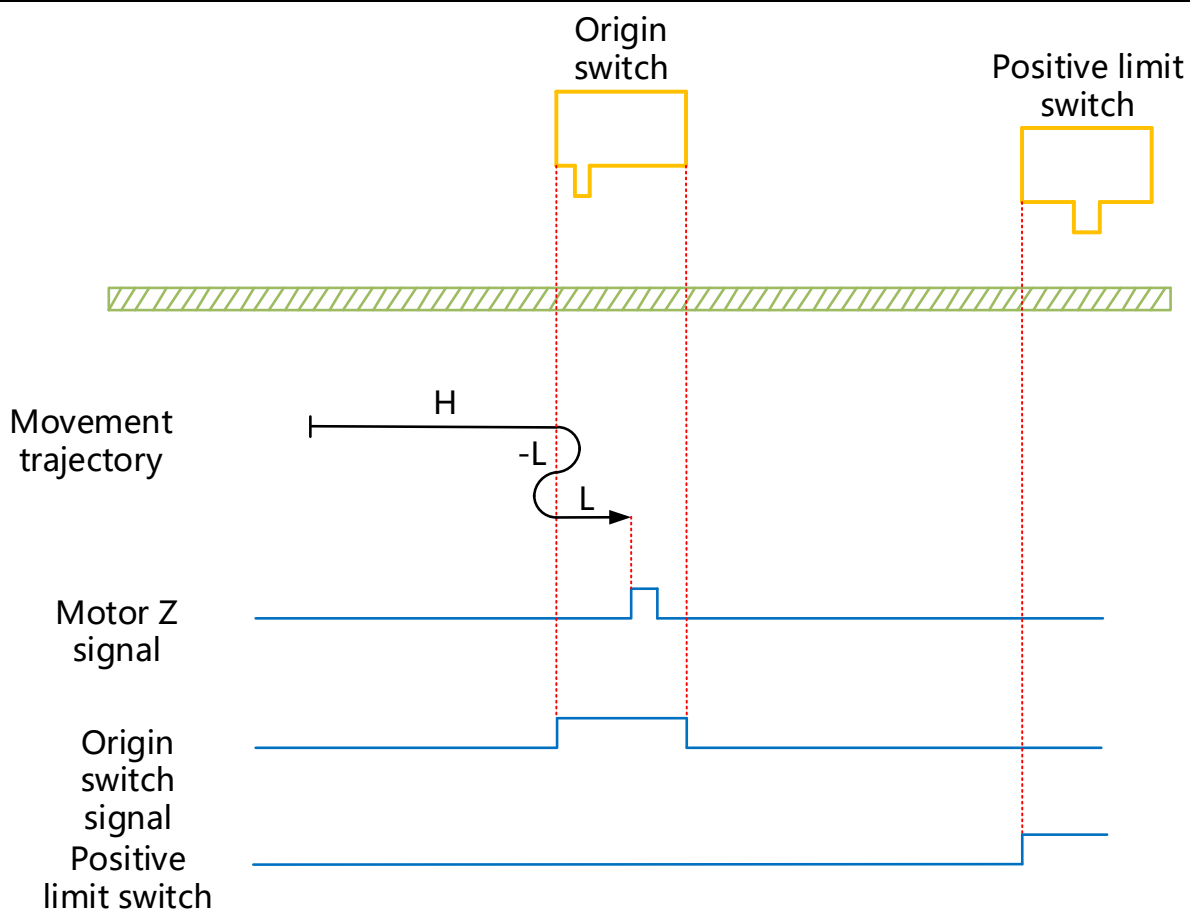 Origin
switch
Positive limit
switch
H
Movement
trajectory
-L
L
Motor Z
signal
Origin
switch
signal
Positive
limit switch